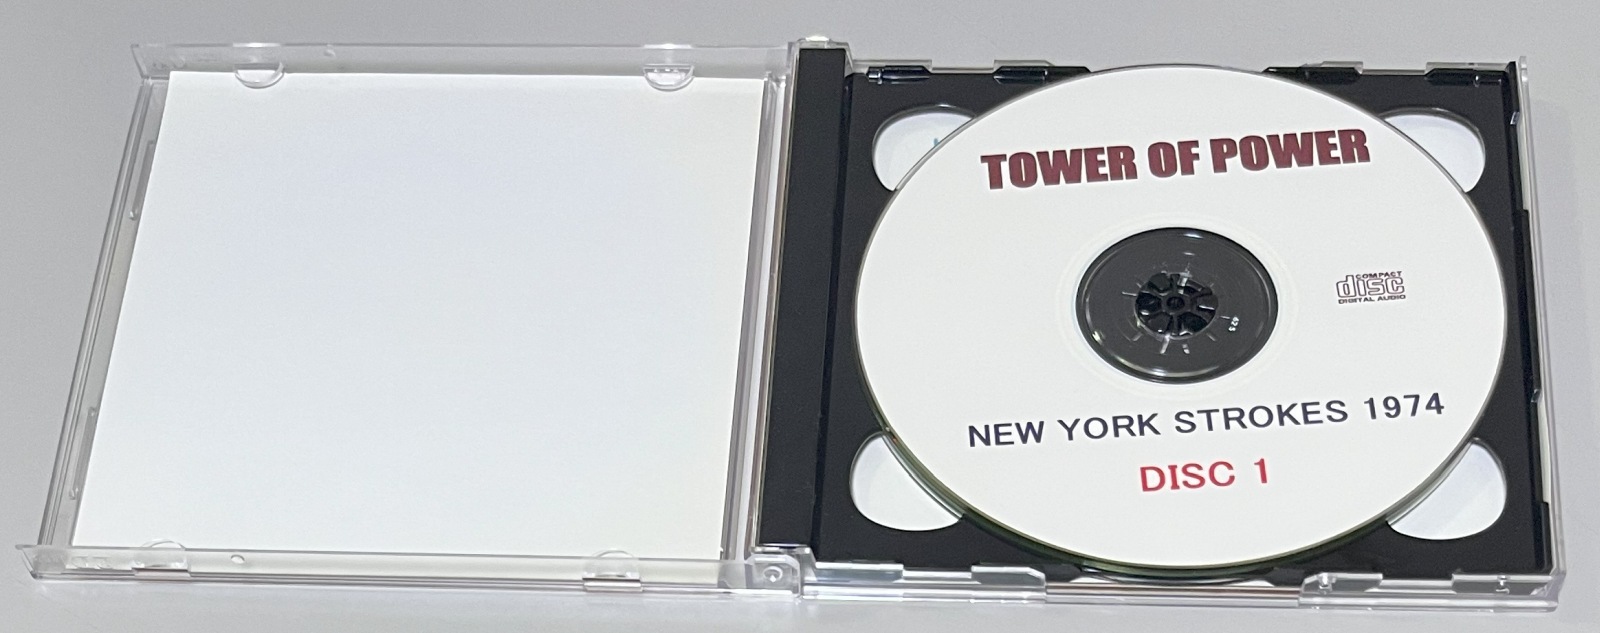 TOWER OF POWER
COMPACT
disc
DIGITAL AUDIO
NEW YORK STROKES 1974
DISC 1